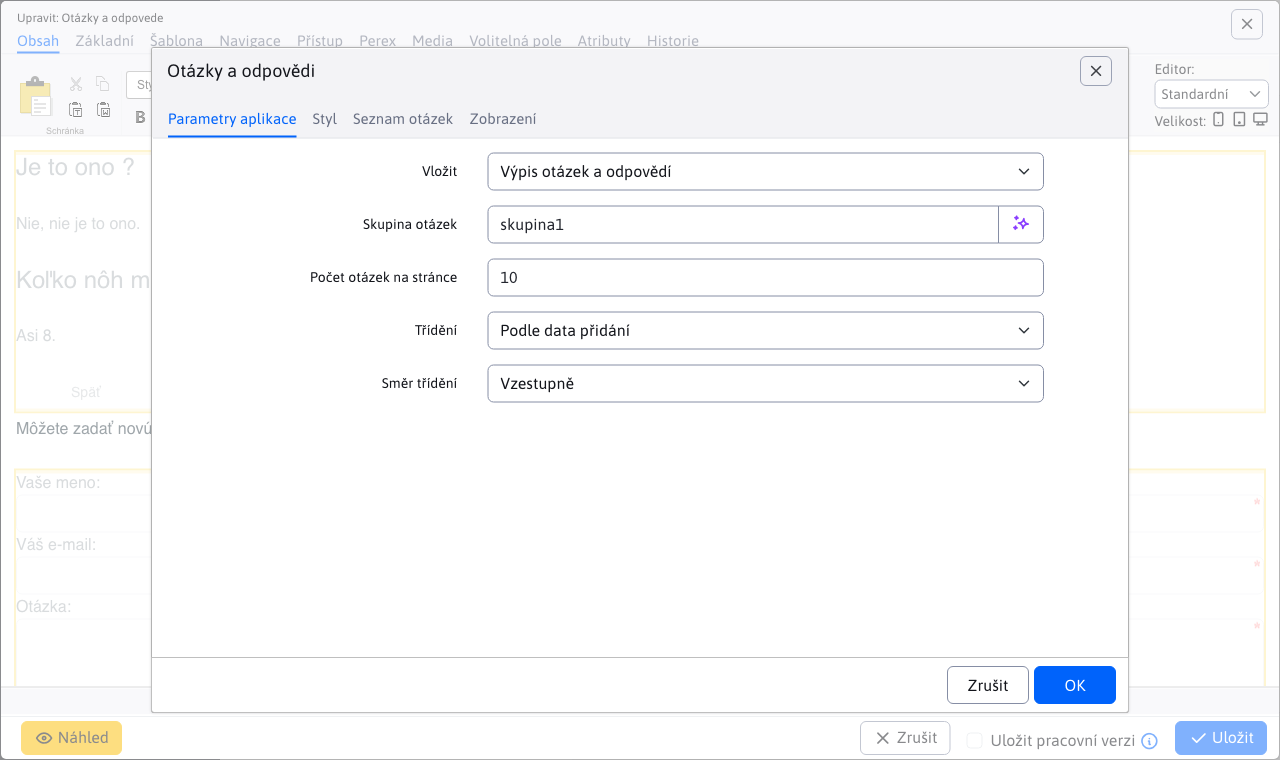 Upravit: Otázky a odpovede
Obsah Základní Šablona Navigace Přístup Perex Media Volitelná pole Atributy Historie
Otázky a odpovědi
Editor:
Standardní
Velikost:
B
Schránka
Parametry aplikace Styl Seznam otázek Zobrazení
Je to ono ?
Nie, nie je to ono.
Koľko nôh m
Asi 8.
Späť
Môžete zadať novú
Vaše meno:
*
Váš e-mail:
*
Otázka:
*
Vložit Výpis otázek a odpovědí
Skupina otázek skupina1
Počet otázek na stránce 10
Třídění Podle data přidání
Směr třídění Vzestupně
Zrušit OK
Náhled Zrušit Uložit pracovní verzi Uložit